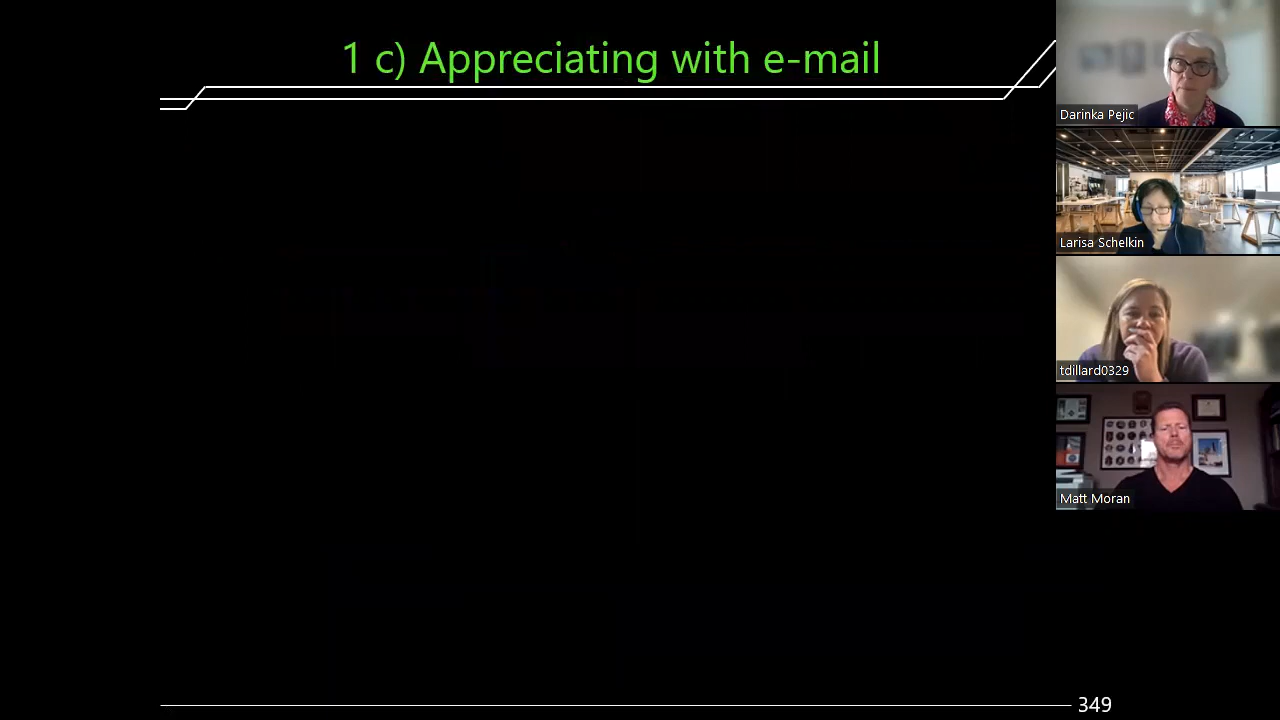 1 c) Appreciating with e-mail
Darinka Pejic
Larisa Schelkin
tdillard0329
Matt Moran
349